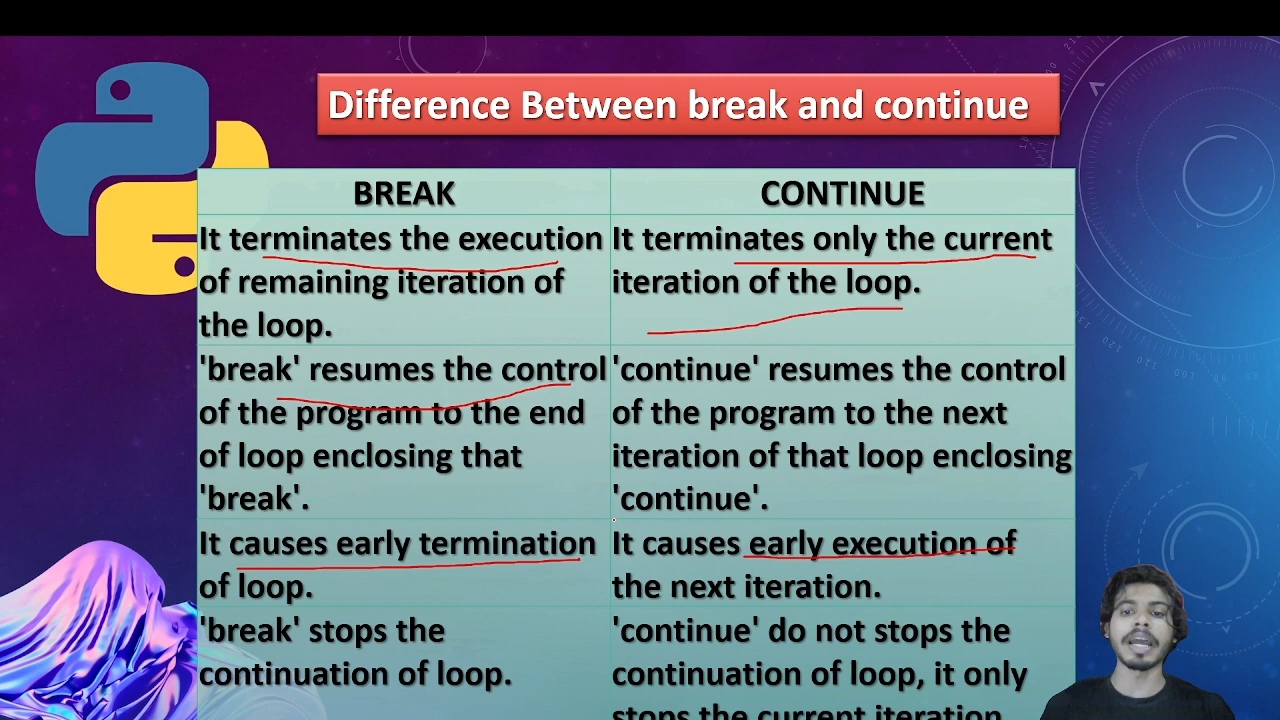 Difference Between break and continue
BREAK
CONTINUE
It terminates the execution
of remaining iteration of
the loop.
It terminates only the current
iteration of the loop.
'break' resumes the control
of the program to the end
of loop enclosing that
'break'.
'continue' resumes the control
of the program to the next
iteration of that loop enclosing
'continue'.
It causes early termination
of loop.
It causes early execution of
the next iteration.
'break' stops the
continuation of loop.
'continue' do not stops the
continuation of loop, it only
stops the current iteration